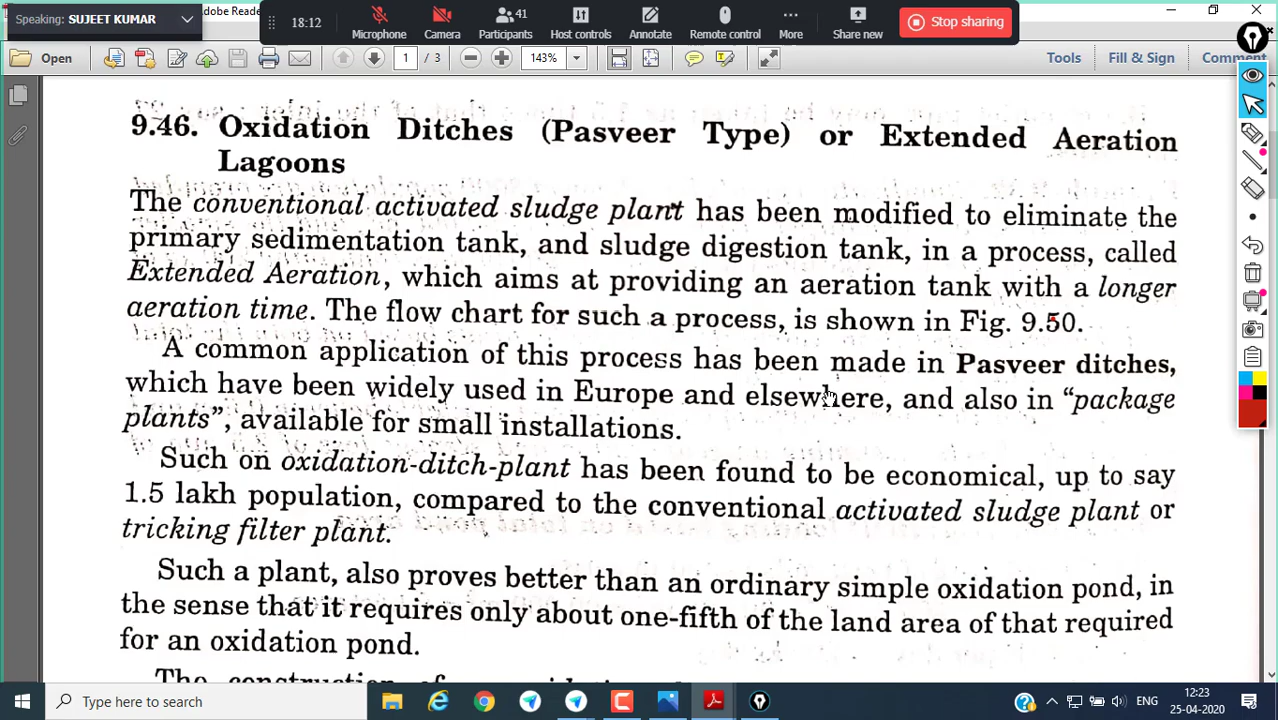 Adobe Reade
Speaking: SUJEET KUMAR
18:12
Microphone
Camera
41
Participants
Host controls
Annotate
Remote control
More
Share new
Stop sharing
18:12
Open
1 / 3
143%
Tools
Fill & Sign
Comment
9.46. Oxidation Ditches (Pasveer Type) or Extended Aeration
Lagoons
The conventional activated sludge plant has been modified to eliminate the
primary sedimentation tank, and sludge digestion tank, in a process, called
Extended Aeration, which aims at providing an aeration tank with a longer
aeration time. The flow chart for such a process, is shown in Fig. 9.50.
A common application of this process has been made in Pasveer ditches,
which have been widely used in Europe and elsewhere, and also in “package
plants”, available for small installations.
Such on oxidation-ditch-plant has been found to be economical, up to say
1.5 lakh population, compared to the conventional activated sludge plant or
tricking filter plant.
Such a plant, also proves better than an ordinary simple oxidation pond, in
the sense that it requires only about one-fifth of the land area of that required
for an oxidation pond.
The construction of
Type here to search
ENG
12:23
25-04-2020